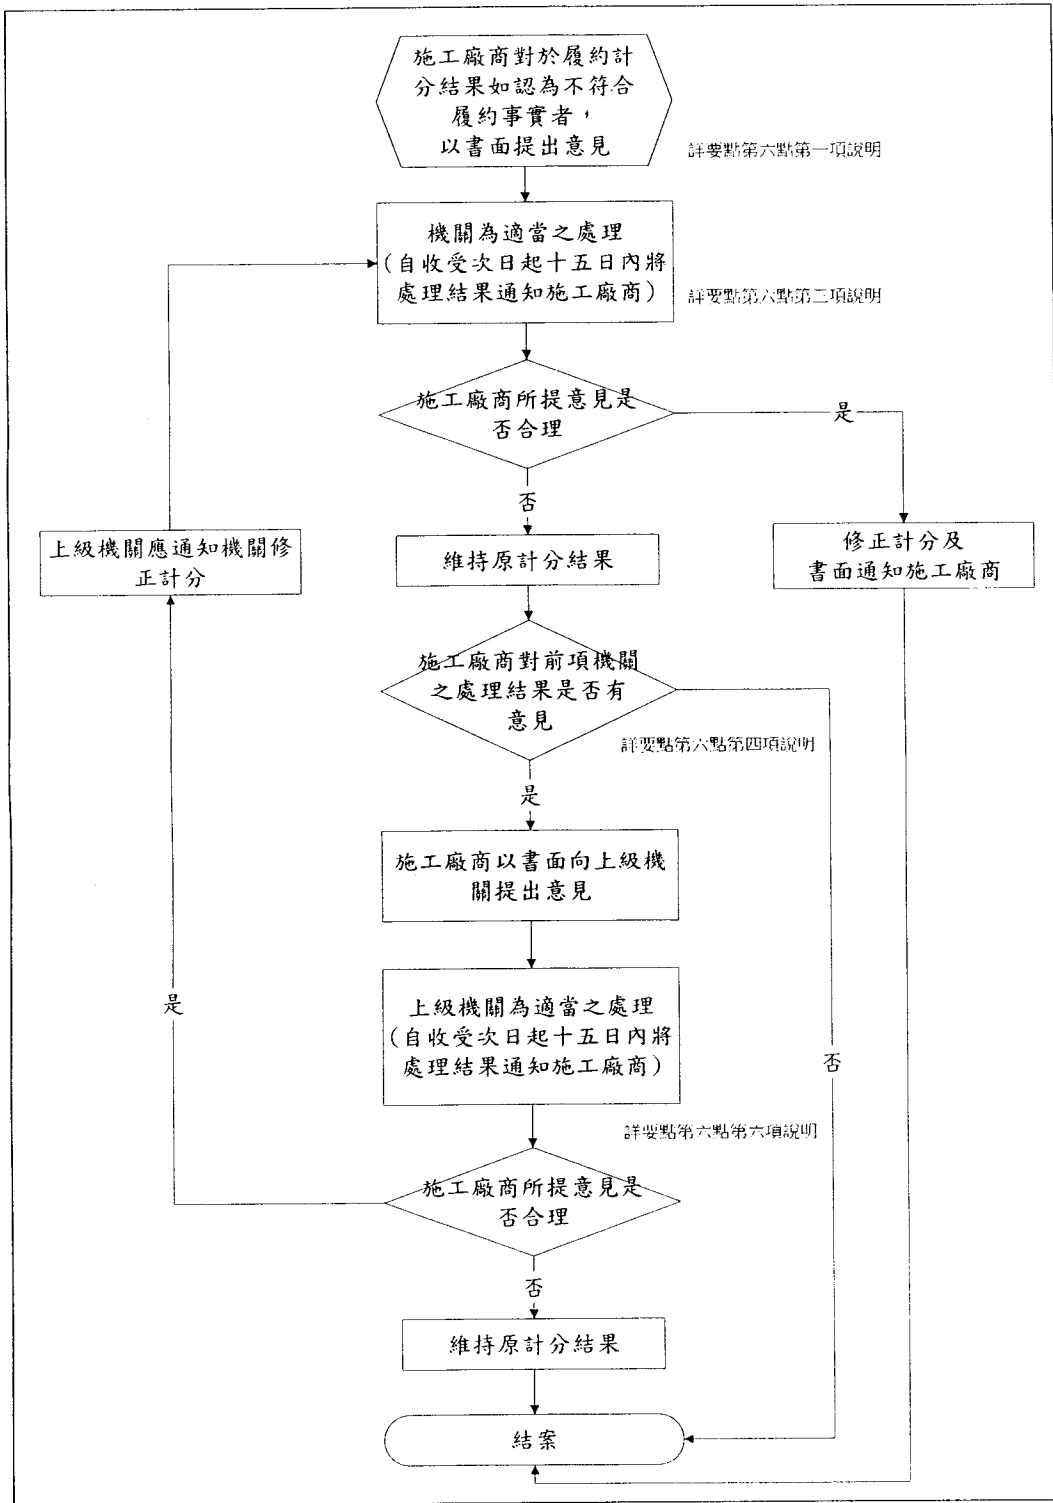 施工廠商對於履約計
分結果如認為不符合
履約事實者，
以書面提出意見
詳要點第六點第一項說明
機關為適當之處理
(自收受次日起十五日內將
處理結果通知施工廠商)
詳要點第六點第二項說明
施工廠商所提意見是
否合理
是
否
上級機關應通知機關修
正計分
維持原計分結果
修正計分及
書面通知施工廠商
施工廠商對前項機關
之處理結果是否有
意見
詳要點第六點第四項說明
是
施工廠商以書面向上級機
關提出意見
上級機關為適當之處理
(自收受次日起十五日內將
處理結果通知施工廠商)
是
否
詳要點第六點第六項說明
施工廠商所提意見是
否合理
否
維持原計分結果
結案